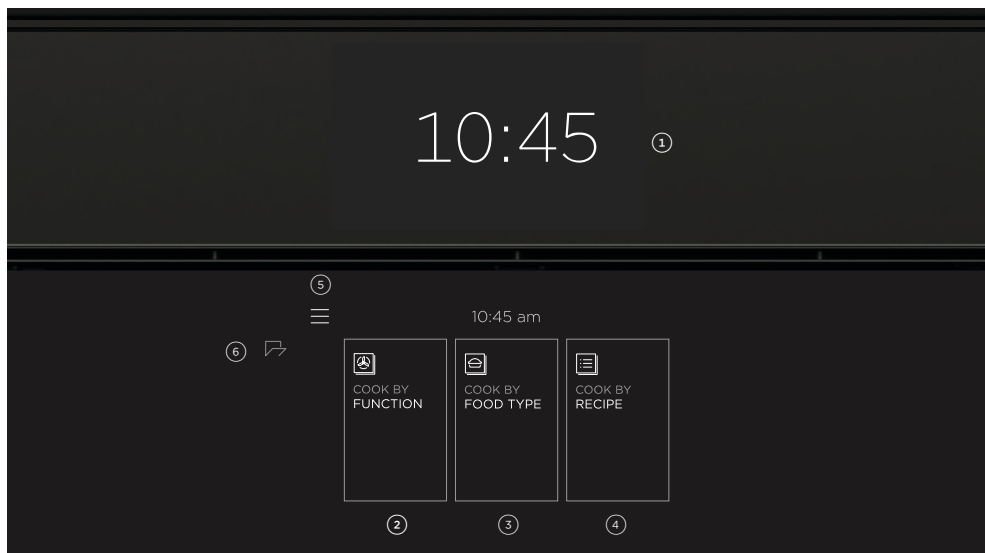 10:45
1
5
10:45 am
6
COOK BY
FUNCTION
COOK BY
FOOD TYPE
COOK BY
RECIPE
2
3
4